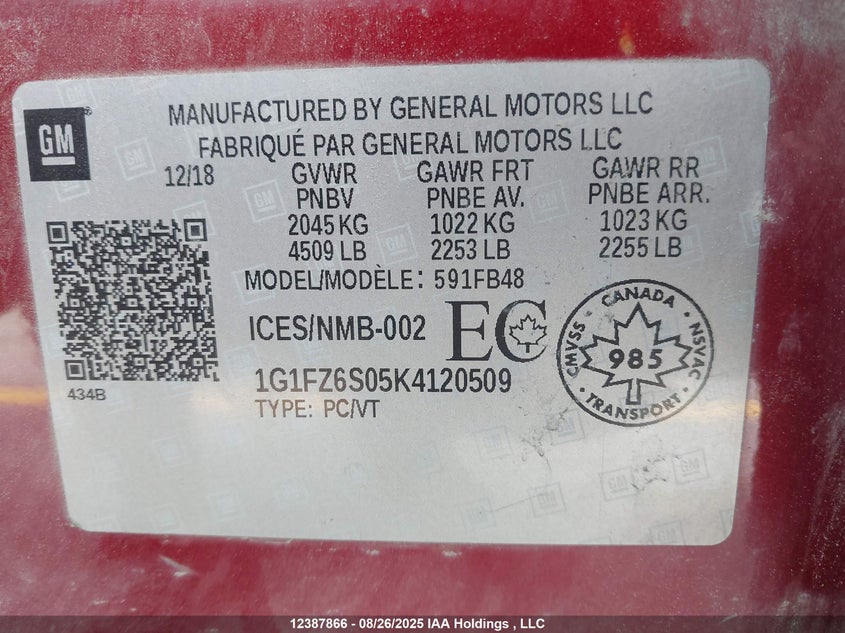 GM
MANUFACTURED BY GENERAL MOTORS LLC
FABRIQUÉ PAR GENERAL MOTORS LLC
12/18 GVWR GAWR FRT GAWR RR
PNBV PNBE AV. PNBE ARR.
2045 KG 1022 KG 1023 KG
4509 LB 2253 LB 2255 LB
MODEL/MODÈLE: 591FB48
ICES/NMB-002 EC
CANADA
CMVSS 985 NSVAC
TRANSPORT
434B
1G1FZ6S05K4120509
TYPE: PC/VT
12387866 - 08/26/2025 IAA Holdings , LLC